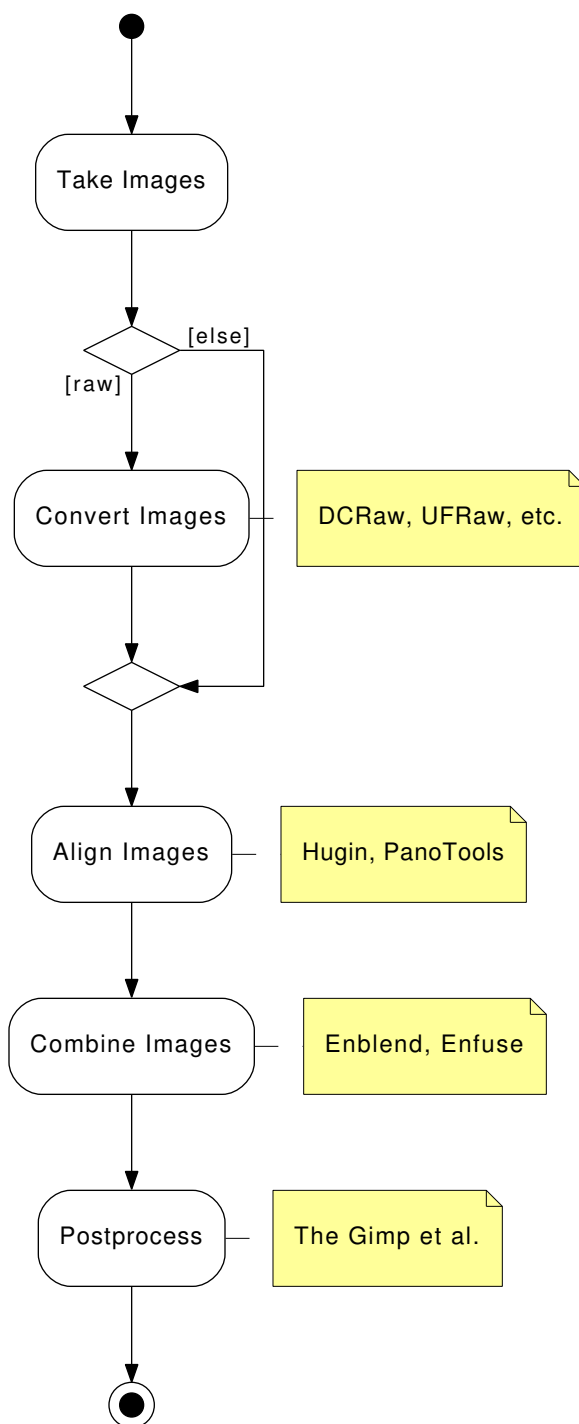 Take Images
[else]
[raw]
Convert Images
DCRaw, UFRaw, etc.
Align Images
Hugin, PanoTools
Combine Images
Enblend, Enfuse
Postprocess
The Gimp et al.